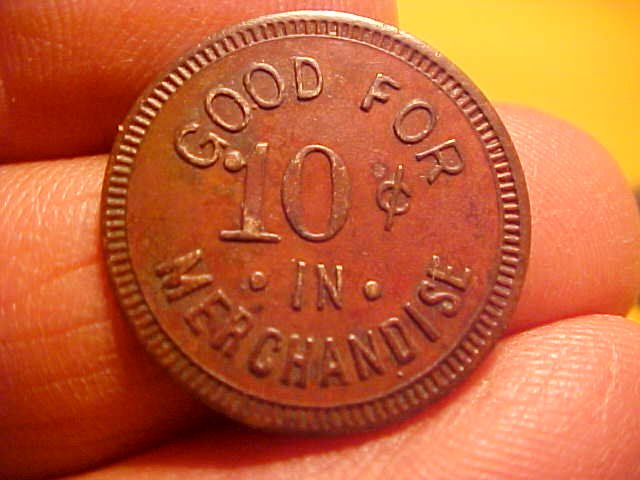 GOOD FOR
10 ¢
• IN •
MERCHANDISE